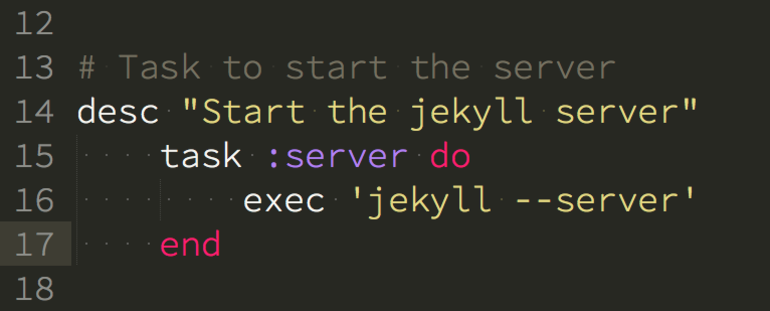 12
13 # Task to start the server
14 desc "Start the jekyll server"
15     task :server do
16         exec 'jekyll --server'
17     end
18